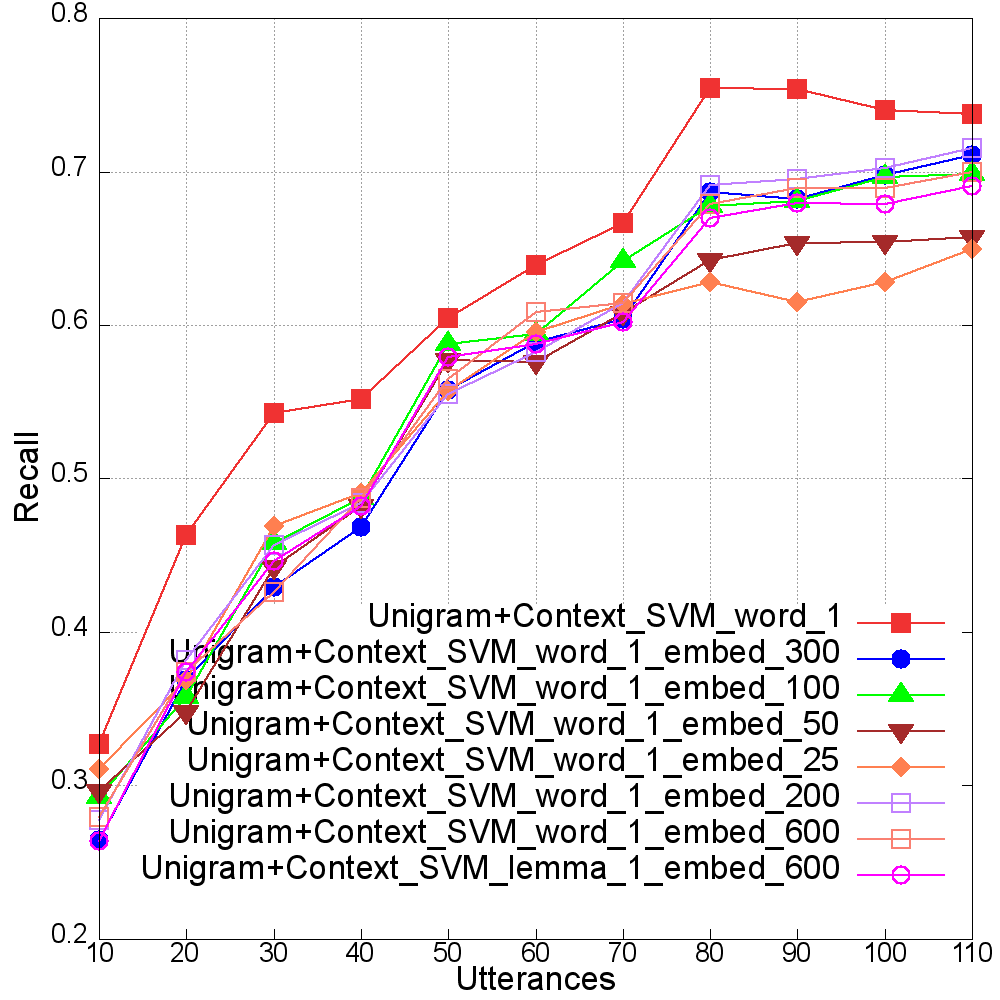 0.8
0.7
0.6
0.5
0.4
0.3
0.2
Recall
Unigram+Context_SVM_word_1
Unigram+Context_SVM_word_1_embed_300
Unigram+Context_SVM_word_1_embed_100
Unigram+Context_SVM_word_1_embed_50
Unigram+Context_SVM_word_1_embed_25
Unigram+Context_SVM_word_1_embed_200
Unigram+Context_SVM_word_1_embed_600
Unigram+Context_SVM_lemma_1_embed_600
10 20 30 40 50 60 70 80 90 100 110
Utterances